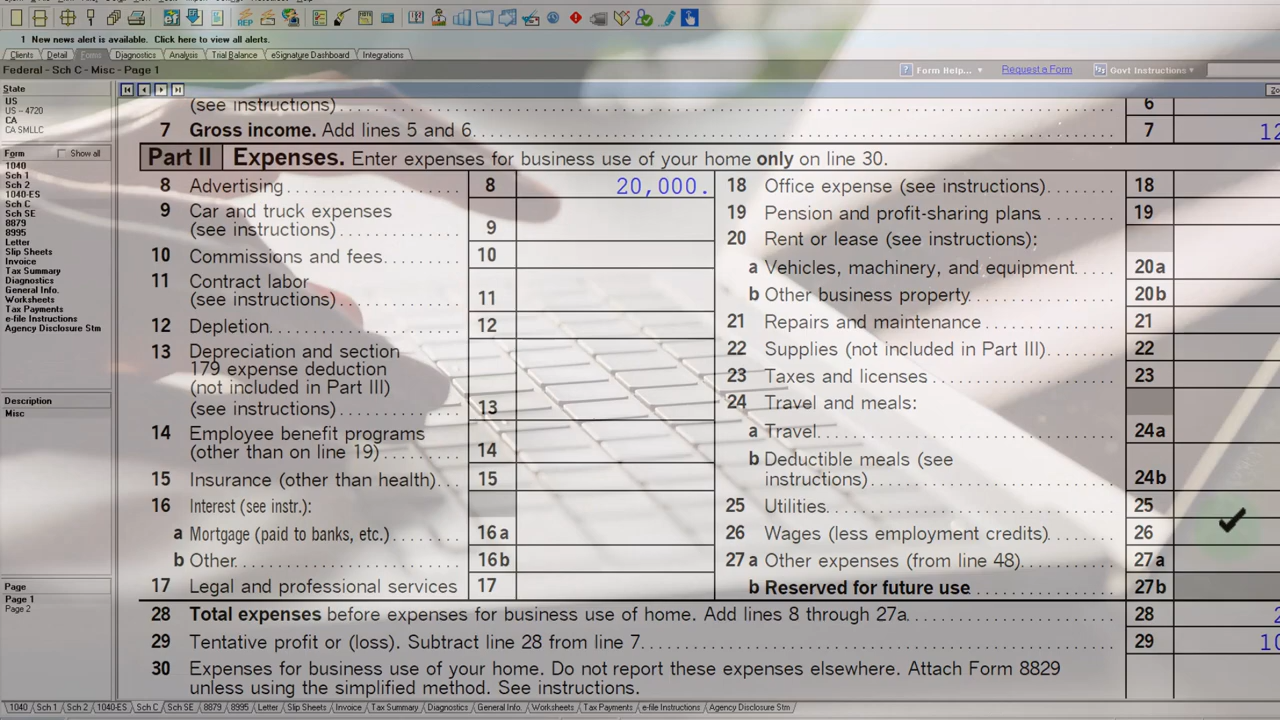 1 New news alert is available. Click here to view all alerts.
Clients Detail Forms Diagnostics Analysis Trial Balance eSignature Dashboard Integrations
Federal - Sch C - Misc - Page 1
Form Help... Request a Form Govt Instructions
State
US
US - 4720
CA
CA SMLLC
Form Show all
1040
Sch 1
Sch 2
1040-ES
Sch C
Sch SE
8879
8995
Letter
Slip Sheets
Invoice
Tax Summary
Diagnostics
General Info.
Worksheets
Tax Payments
e-file Instructions
Agency Disclosure Stm
Description
Misc
Page
Page 1
Page 2
(see instructions) 6
7 Gross income. Add lines 5 and 6. 7 12
Part II Expenses. Enter expenses for business use of your home only on line 30.
8 Advertising 8 20,000.
9 Car and truck expenses
(see instructions) 9
10 Commissions and fees 10
11 Contract labor
(see instructions) 11
12 Depletion 12
13 Depreciation and section
179 expense deduction
(not included in Part III)
(see instructions) 13
14 Employee benefit programs
(other than on line 19) 14
15 Insurance (other than health) 15
16 Interest (see instr.):
a Mortgage (paid to banks, etc.) 16a
b Other 16b
17 Legal and professional services 17
18 Office expense (see instructions) 18
19 Pension and profit-sharing plans 19
20 Rent or lease (see instructions):
a Vehicles, machinery, and equipment 20a
b Other business property 20b
21 Repairs and maintenance 21
22 Supplies (not included in Part III) 22
23 Taxes and licenses 23
24 Travel and meals:
a Travel 24a
b Deductible meals (see
instructions) 24b
25 Utilities 25
26 Wages (less employment credits) 26
27a Other expenses (from line 48) 27a
b Reserved for future use 27b
28 Total expenses before expenses for business use of home. Add lines 8 through 27a 28 2
29 Tentative profit or (loss). Subtract line 28 from line 7. 29 10
30 Expenses for business use of your home. Do not report these expenses elsewhere. Attach Form 8829
unless using the simplified method. See instructions.
1040 Sch 1 Sch 2 1040-ES Sch C Sch SE 8879 8995 Letter Slip Sheets Invoice Tax Summary Diagnostics General Info. Worksheets Tax Payments e-file Instructions Agency Disclosure Stm